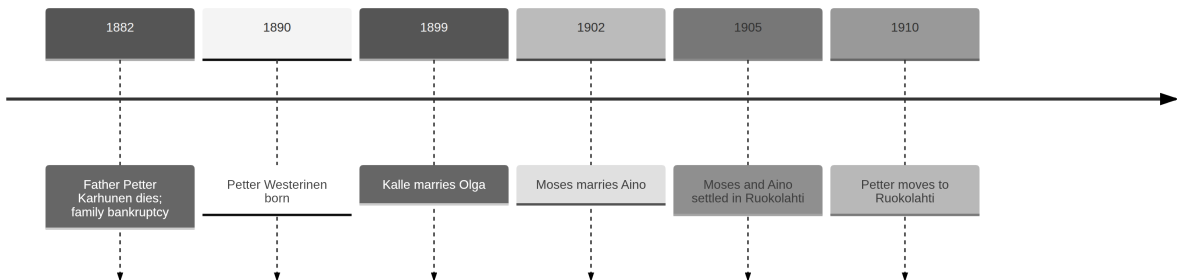 1882
1890
1899
1902
1905
1910
Father Petter
Karhunen dies;
family bankruptcy
Petter Westerinen
born
Kalle marries Olga
Moses marries Aino
Moses and Aino
settled in Ruokolahti
Petter moves to
Ruokolahti